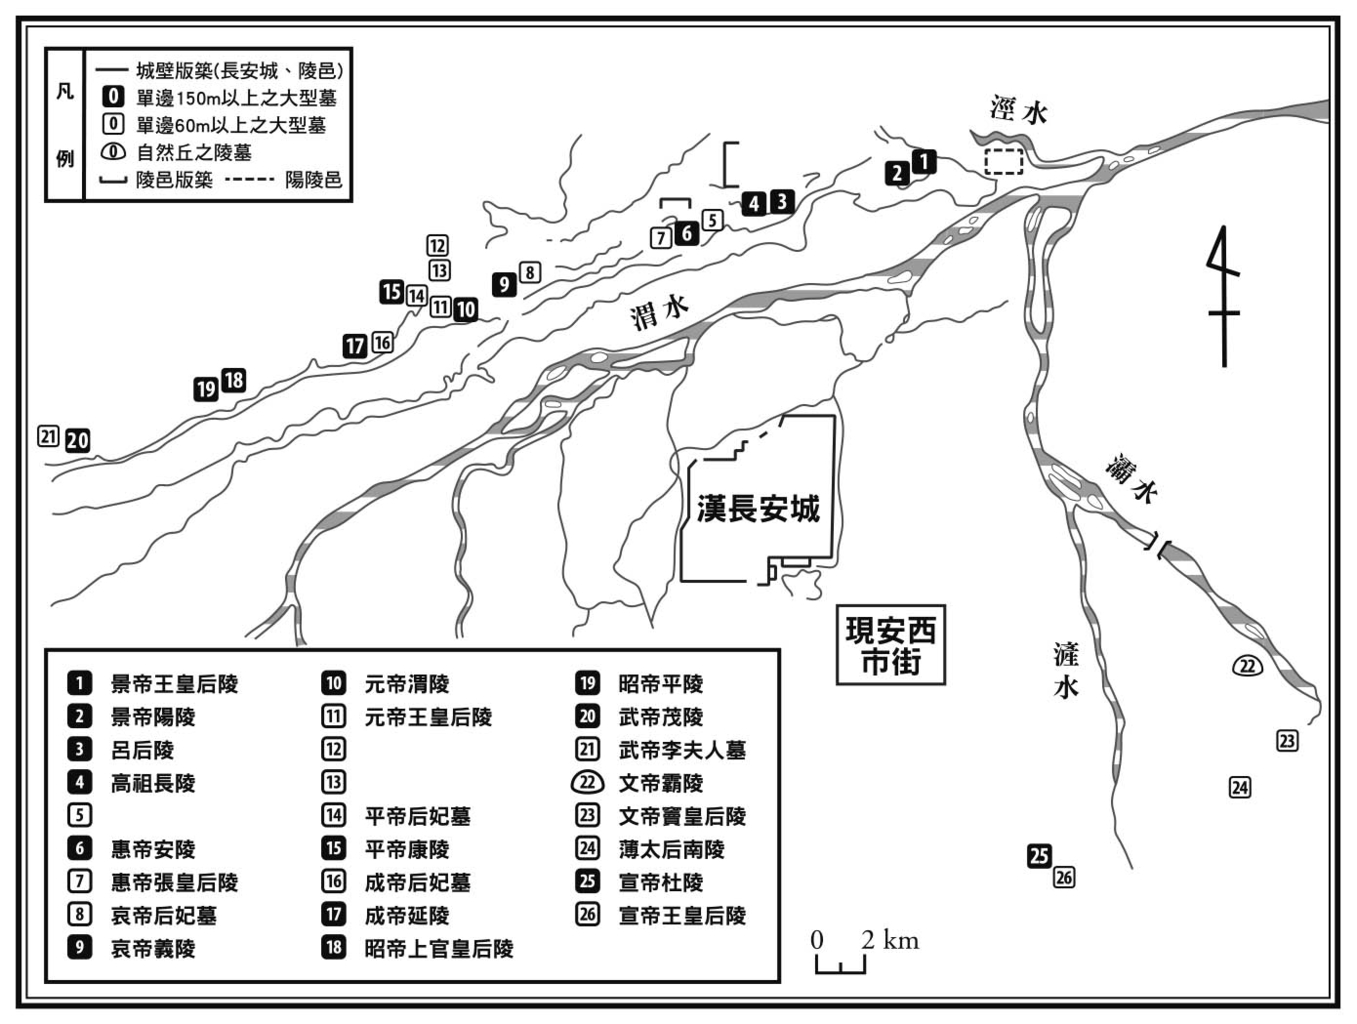 凡例
城壁版築(長安城、陵邑)
0 單邊150m以上之大型墓
0 單邊60m以上之大型墓
0 自然丘之陵墓
陵邑版築 陽陵邑
涇水
1
2
3
4
5
6
7
8
9
10
11
12
13
14
15
16
17
18
19
20
21
渭水
漢長安城
灞水
滻水
現安西
市街
22
23
24
25
26
1 景帝王皇后陵
2 景帝陽陵
3 呂后陵
4 高祖長陵
5
6 惠帝安陵
7 惠帝張皇后陵
8 哀帝后妃墓
9 哀帝義陵
10 元帝渭陵
11 元帝王皇后陵
12
13
14 平帝后妃墓
15 平帝康陵
16 成帝后妃墓
17 成帝延陵
18 昭帝上官皇后陵
19 昭帝平陵
20 武帝茂陵
21 武帝李夫人墓
22 文帝霸陵
23 文帝竇皇后陵
24 薄太后南陵
25 宣帝杜陵
26 宣帝王皇后陵
0 2 km